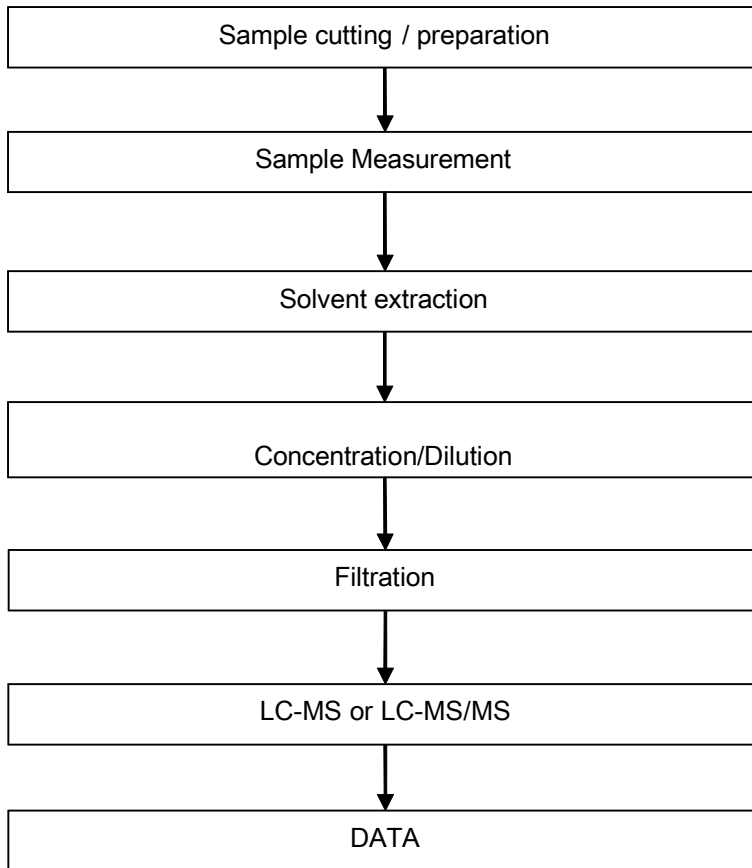 Sample cutting / preparation
Sample Measurement
Solvent extraction
Concentration/Dilution
Filtration
LC-MS or LC-MS/MS
DATA